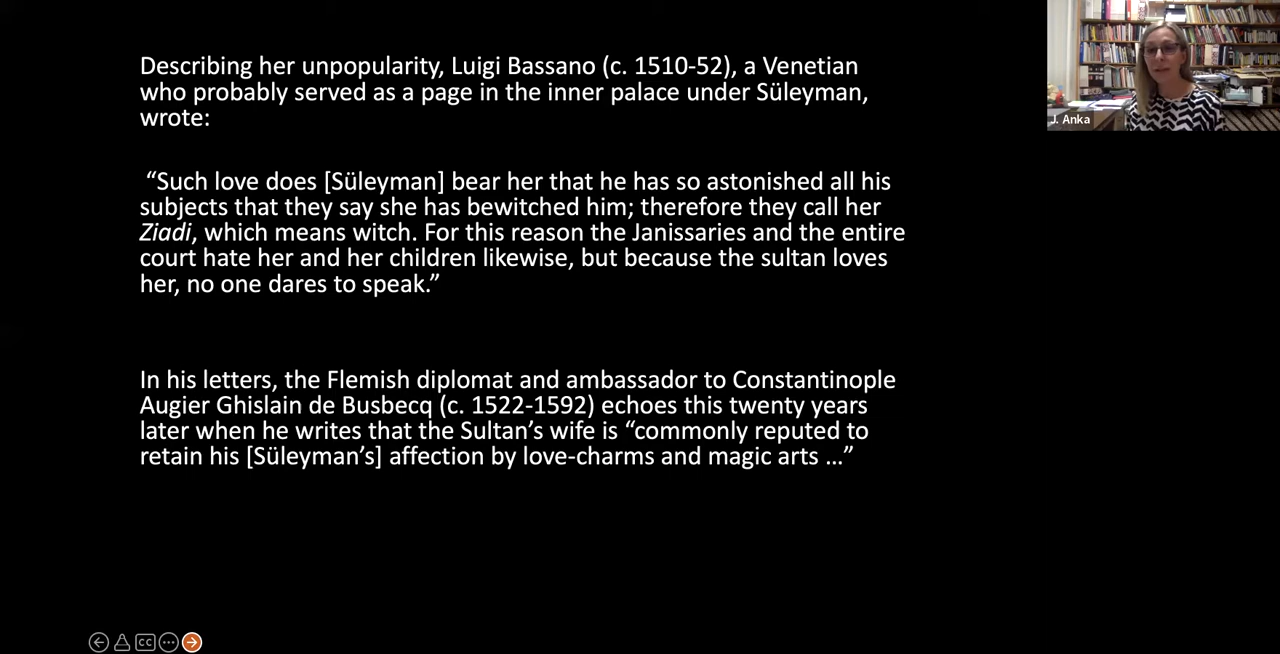 Describing her unpopularity, Luigi Bassano (c. 1510-52), a Venetian
who probably served as a page in the inner palace under Süleyman,
wrote:
“Such love does [Süleyman] bear her that he has so astonished all his
subjects that they say she has bewitched him; therefore they call her
Ziadi, which means witch. For this reason the Janissaries and the entire
court hate her and her children likewise, but because the sultan loves
her, no one dares to speak.”
In his letters, the Flemish diplomat and ambassador to Constantinople
Augier Ghislain de Busbecq (c. 1522-1592) echoes this twenty years
later when he writes that the Sultan’s wife is “commonly reputed to
retain his [Süleyman’s] affection by love-charms and magic arts …”
J. Anka
CC